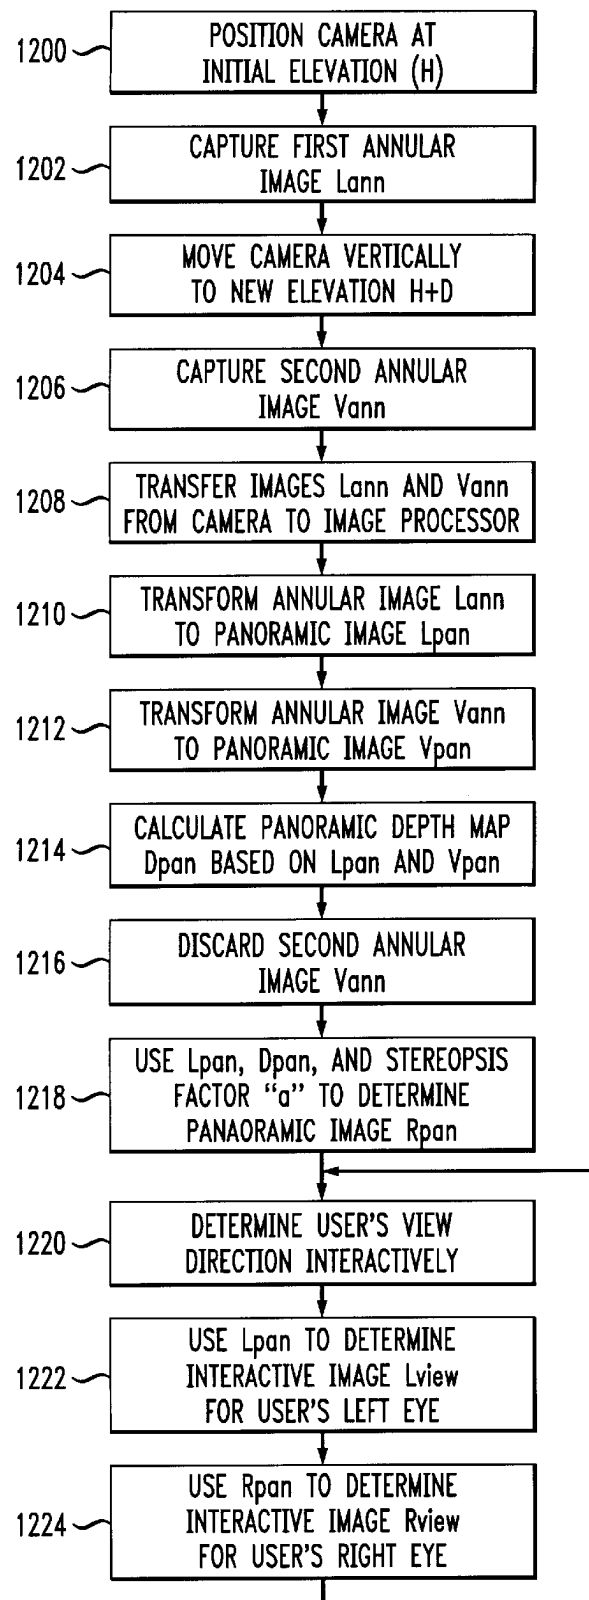 POSITION CAMERA AT
1200
INITIAL ELEVATION (H)
CAPTURE FIRST ANNULAR
1202
IMAGE Lann
MOVE CAMERA VERTICALLY
1204
TO NEW ELEVATION H+D
CAPTURE SECOND ANNULAR
1206
IMAGE Vann
TRANSFER IMAGES Lann AND Vann
1208
FROM CAMERA TO IMAGE PROCESSOR
TRANSFORM ANNULAR IMAGE Lann
1210
TO PANORAMIC IMAGE Lpan
TRANSFORM ANNULAR IMAGE Vann
1212
TO PANORAMIC IMAGE Vpan
CALCULATE PANORAMIC DEPTH MAP
1214
Dpan BASED ON Lpan AND Vpan
DISCARD SECOND ANNULAR
1216
IMAGE Vann
USE Lpan, Dpan, AND STEREOPSIS
1218
FACTOR "a" TO DETERMINE
PANAORAMIC IMAGE Rpan
DETERMINE USER'S VIEW
1220
DIRECTION INTERACTIVELY
USE Lpan TO DETERMINE
1222
INTERACTIVE IMAGE Lview
FOR USER'S LEFT EYE
USE Rpan TO DETERMINE
1224
INTERACTIVE IMAGE Rview
FOR USER'S RIGHT EYE